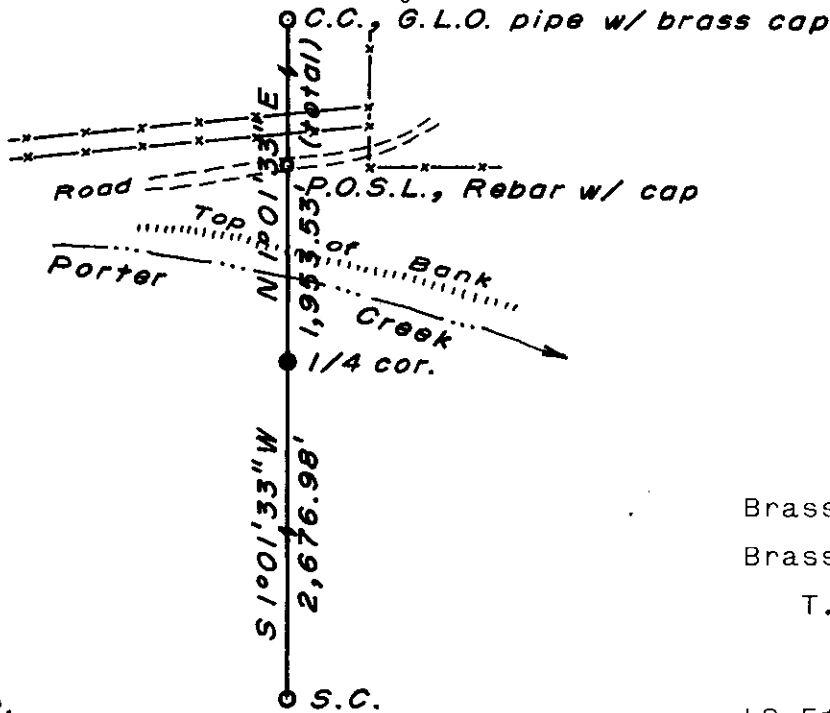 C.C., G.L.O. pipe w/ brass cap
N 1°01'33" E
(total)
1,953.53'
Road
P.O.S.L., Rebar w/ cap
Top of Bank
Porter Creek
1/4 cor.
S 1°01'33" W
2,676.98'
Brass
Brass
T.
S.C.